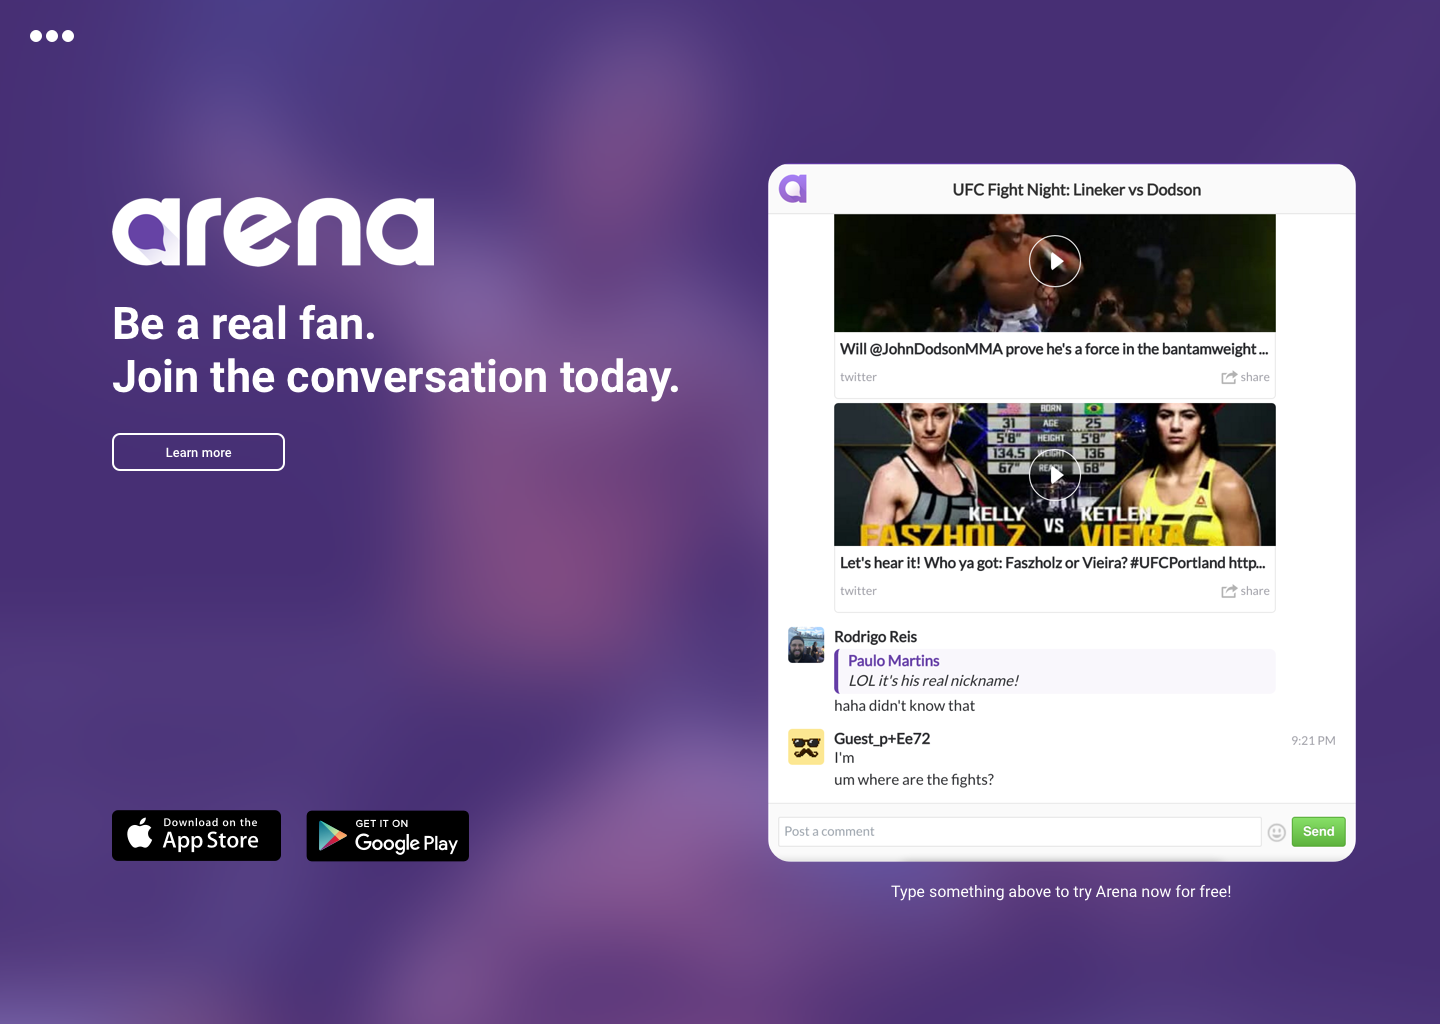 arena
Be a real fan.
Join the conversation today.
Learn more
Download on the
App Store
GET IT ON
Google Play
UFC Fight Night: Lineker vs Dodson
Will @JohnDodsonMMA prove he's a force in the bantamweight ...
twitter
share
BORN
31 AGE 25
5'8" HEIGHT 5'8"
134.5 WEIGHT 136
67" REACH 68"
KELLY VS KETLEN
FASZHOLZ VIEIRA
Let's hear it! Who ya got: Faszholz or Vieira? #UFCPortland http...
twitter
share
Rodrigo Reis
Paulo Martins
LOL it's his real nickname!
haha didn't know that
Guest_p+Ee72
9:21 PM
I'm
um where are the fights?
Post a comment
Send
Type something above to try Arena now for free!